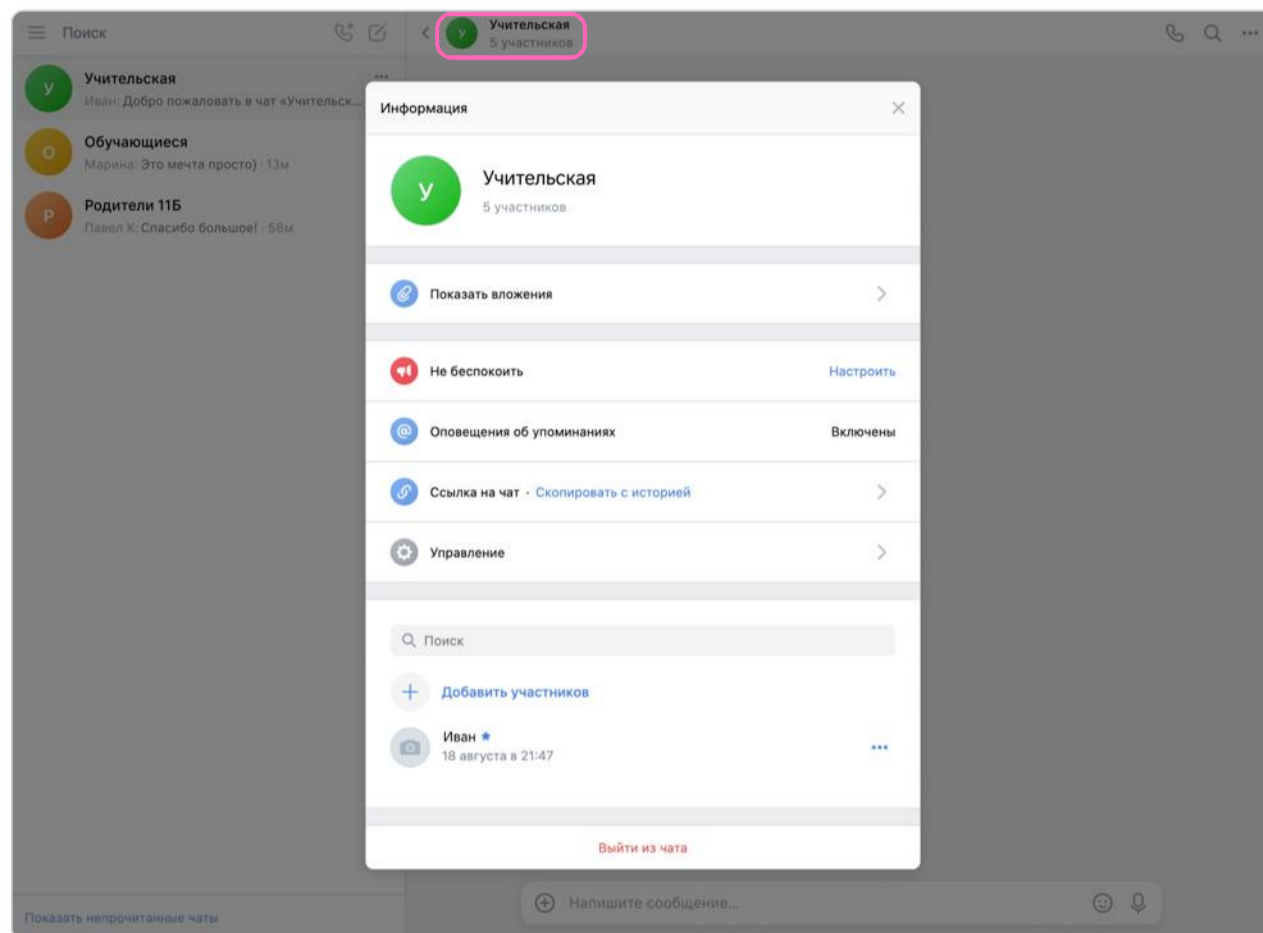 Поиск
Учительская
5 участников
У
Учительская
Иван: Добро пожаловать в чат «Учительск...
О
Обучающиеся
Марина: Это мечта просто) · 13м
Р
Родители 11Б
Павел К: Спасибо большое! · 58м
Показать непрочитанные чаты
У
Информация
У
Учительская
5 участников
Показать вложения
Не беспокоить
Настроить
Оповещения об упоминаниях
Включены
Ссылка на чат · Скопировать с историей
Управление
Поиск
Добавить участников
Иван
18 августа в 21:47
Выйти из чата
Напишите сообщение...